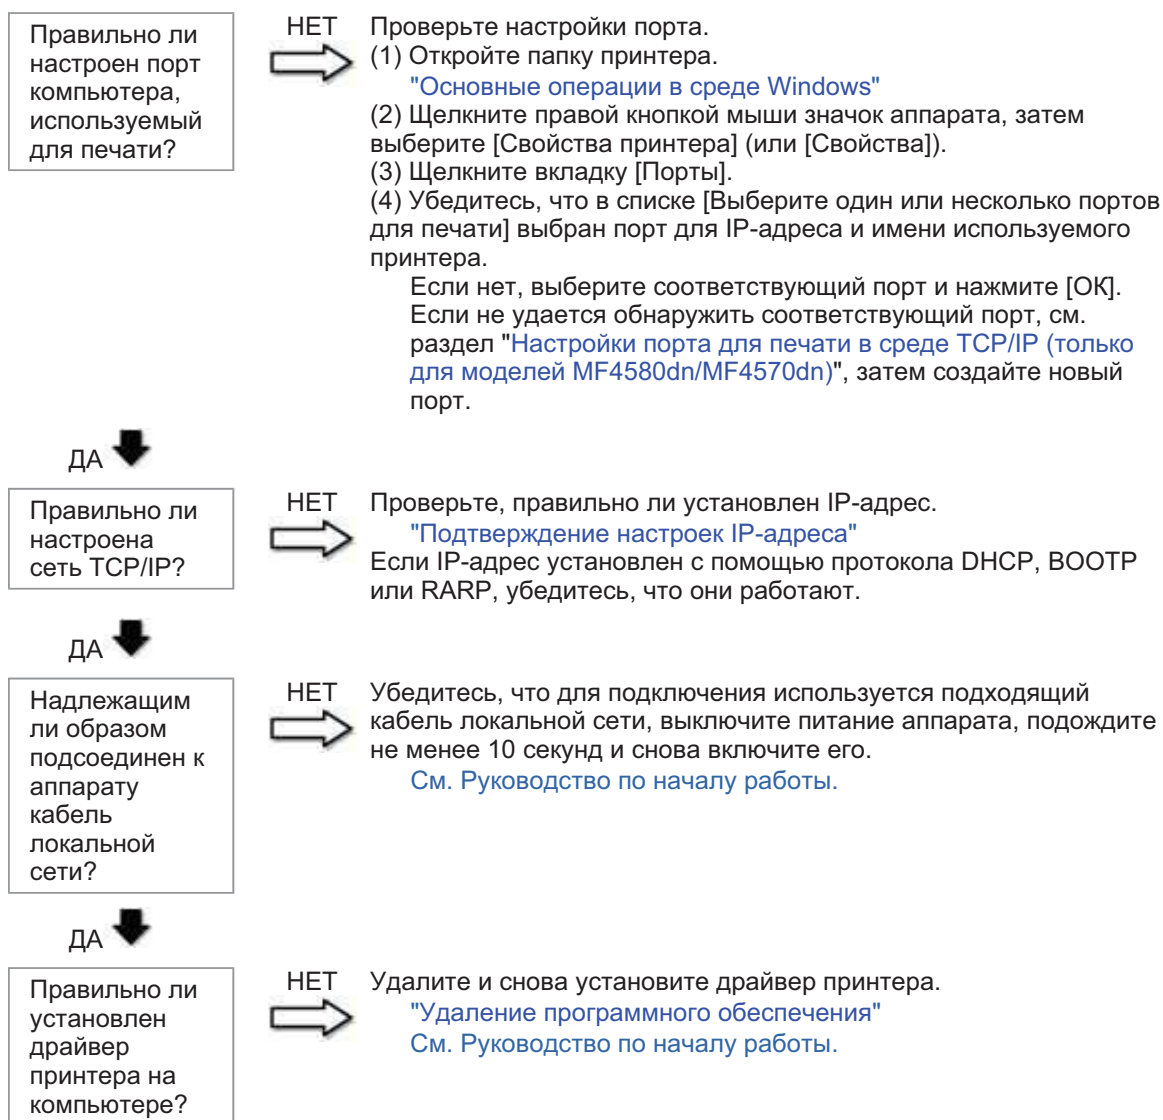 Правильно ли
настроен порт
компьютера,
используемый
для печати?
НЕТ
Проверьте настройки порта.
(1) Откройте папку принтера.
"Основные операции в среде Windows"
(2) Щелкните правой кнопкой мыши значок аппарата, затем
выберите [Свойства принтера] (или [Свойства]).
(3) Щелкните вкладку [Порты].
(4) Убедитесь, что в списке [Выберите один или несколько портов
для печати] выбран порт для IP-адреса и имени используемого
принтера.
Если нет, выберите соответствующий порт и нажмите [ОК].
Если не удается обнаружить соответствующий порт, см.
раздел "Настройки порта для печати в среде TCP/IP (только
для моделей MF4580dn/MF4570dn)", затем создайте новый
порт.
ДА
Правильно ли
настроена
сеть TCP/IP?
НЕТ
Проверьте, правильно ли установлен IP-адрес.
"Подтверждение настроек IP-адреса"
Если IP-адрес установлен с помощью протокола DHCP, BOOTP
или RARP, убедитесь, что они работают.
ДА
Надлежащим
ли образом
подсоединен к
аппарату
кабель
локальной
сети?
НЕТ
Убедитесь, что для подключения используется подходящий
кабель локальной сети, выключите питание аппарата, подождите
не менее 10 секунд и снова включите его.
См. Руководство по началу работы.
ДА
Правильно ли
установлен
драйвер
принтера на
компьютере?
НЕТ
Удалите и снова установите драйвер принтера.
"Удаление программного обеспечения"
См. Руководство по началу работы.